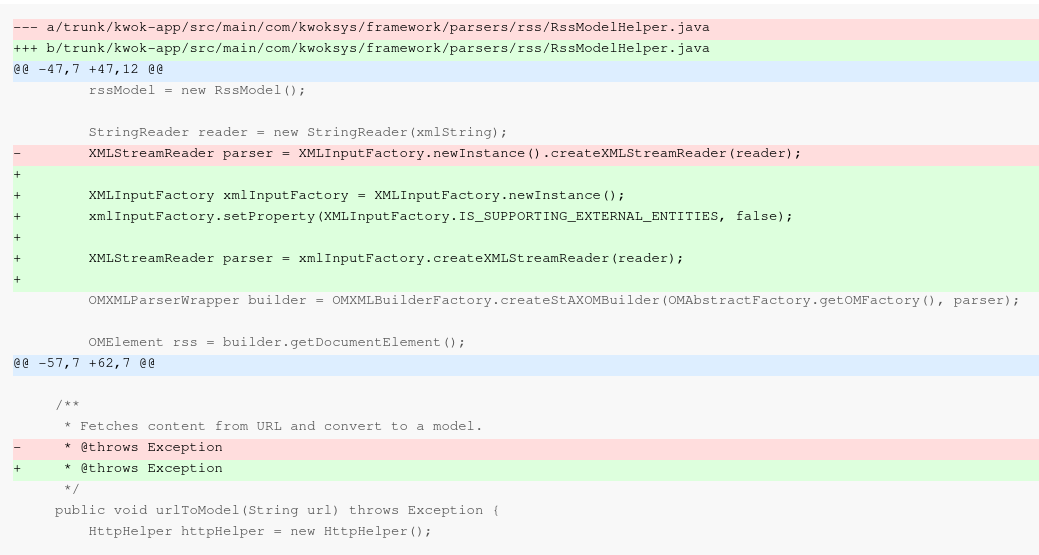 --- a/trunk/kwok-app/src/main/com/kwoksys/framework/parsers/rss/RssModelHelper.java
+++ b/trunk/kwok-app/src/main/com/kwoksys/framework/parsers/rss/RssModelHelper.java
@@ -47,7 +47,12 @@
        rssModel = new RssModel();

        StringReader reader = new StringReader(xmlString);
-        XMLStreamReader parser = XMLInputFactory.newInstance().createXMLStreamReader(reader);
+
+        XMLInputFactory xmlInputFactory = XMLInputFactory.newInstance();
+        xmlInputFactory.setProperty(XMLInputFactory.IS_SUPPORTING_EXTERNAL_ENTITIES, false);
+
+        XMLStreamReader parser = xmlInputFactory.createXMLStreamReader(reader);
+
        OMXMLParserWrapper builder = OMXMLBuilderFactory.createStAXOMBuilder(OMAbstractFactory.getOMFactory(), parser);

        OMElement rss = builder.getDocumentElement();
@@ -57,7 +62,7 @@

    /**
     * Fetches content from URL and convert to a model.
-     * @throws Exception
+     * @throws Exception
     */
    public void urlToModel(String url) throws Exception {
        HttpHelper httpHelper = new HttpHelper();